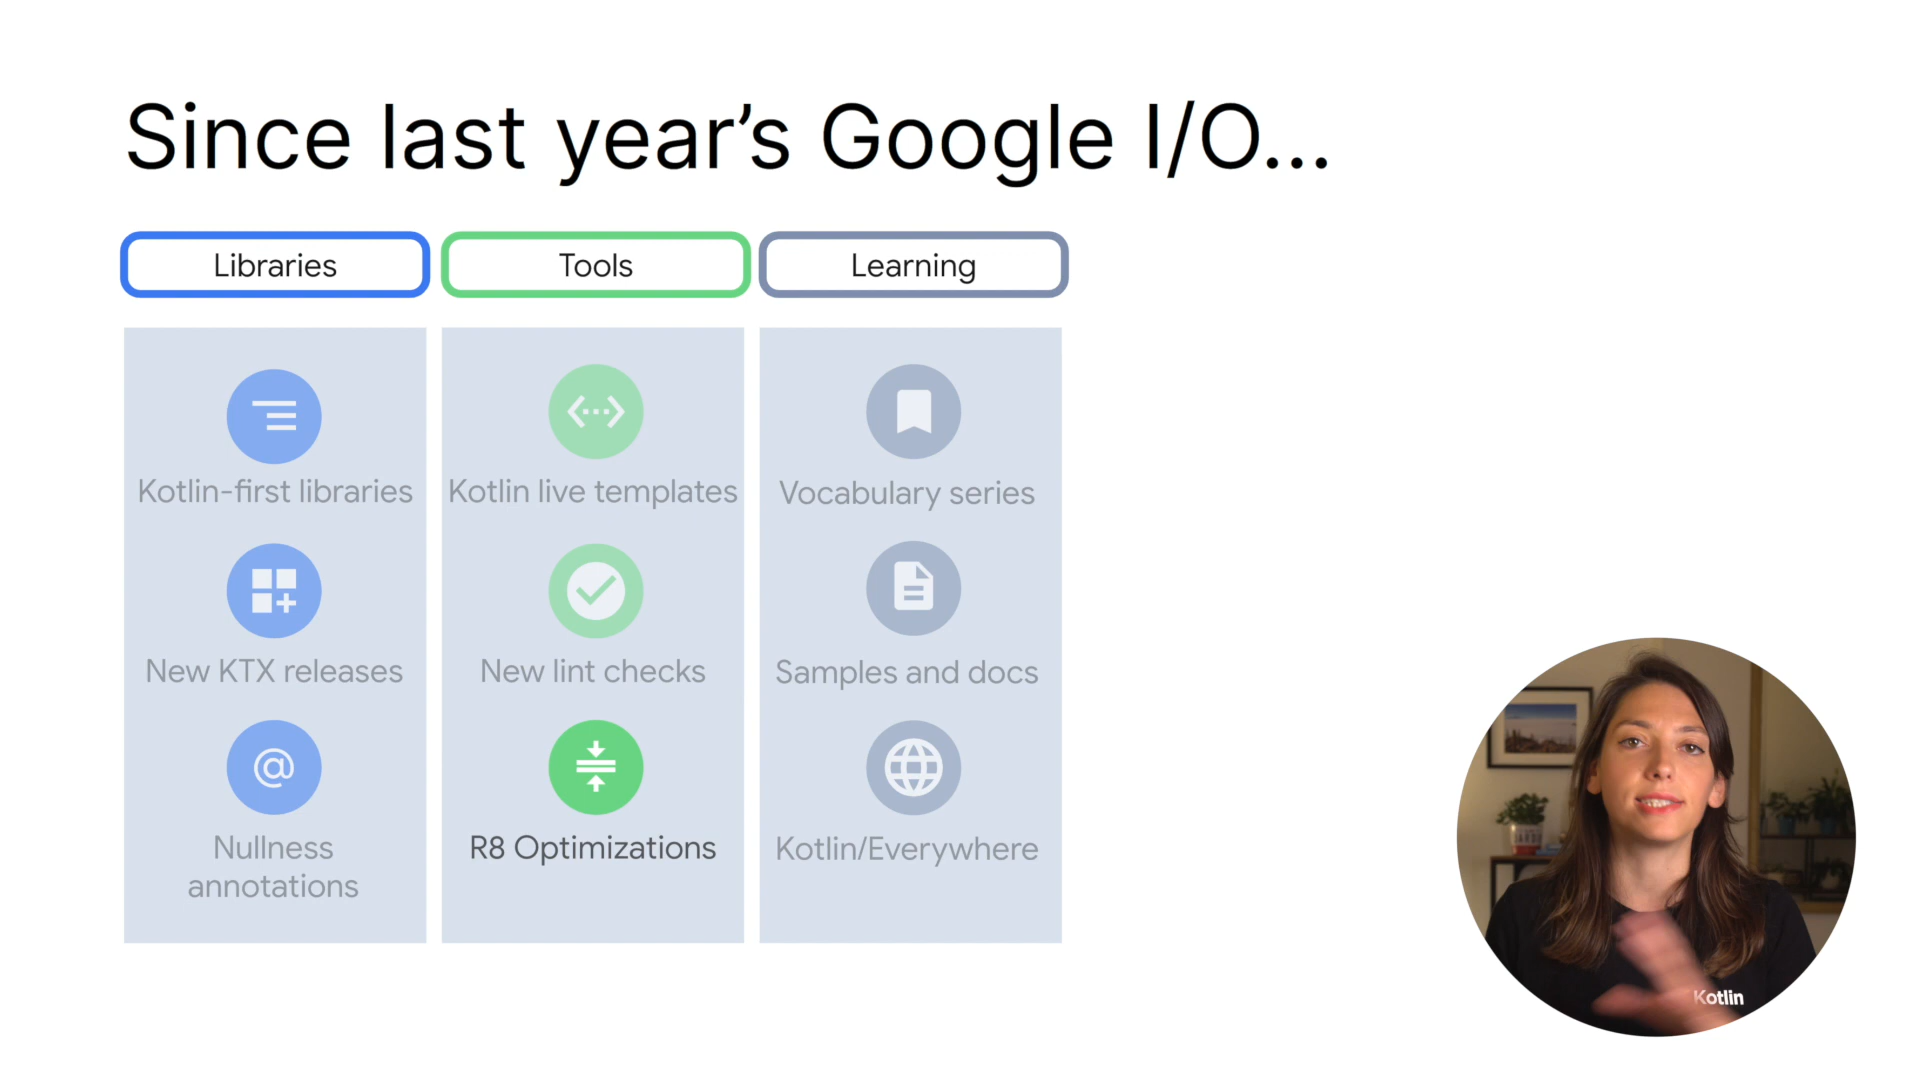 Since last year’s Google I/O...
Libraries
Tools
Learning
Kotlin-first libraries
Kotlin live templates
Vocabulary series
New KTX releases
New lint checks
Samples and docs
Nullness
annotations
R8 Optimizations
Kotlin/Everywhere
Kotlin